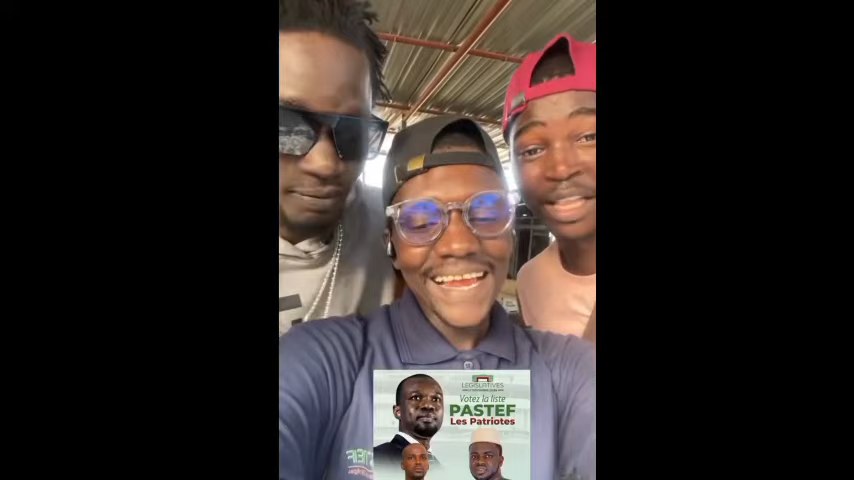 LEGISLATIVES
Votez la liste
PASTEF
Les Patriotes